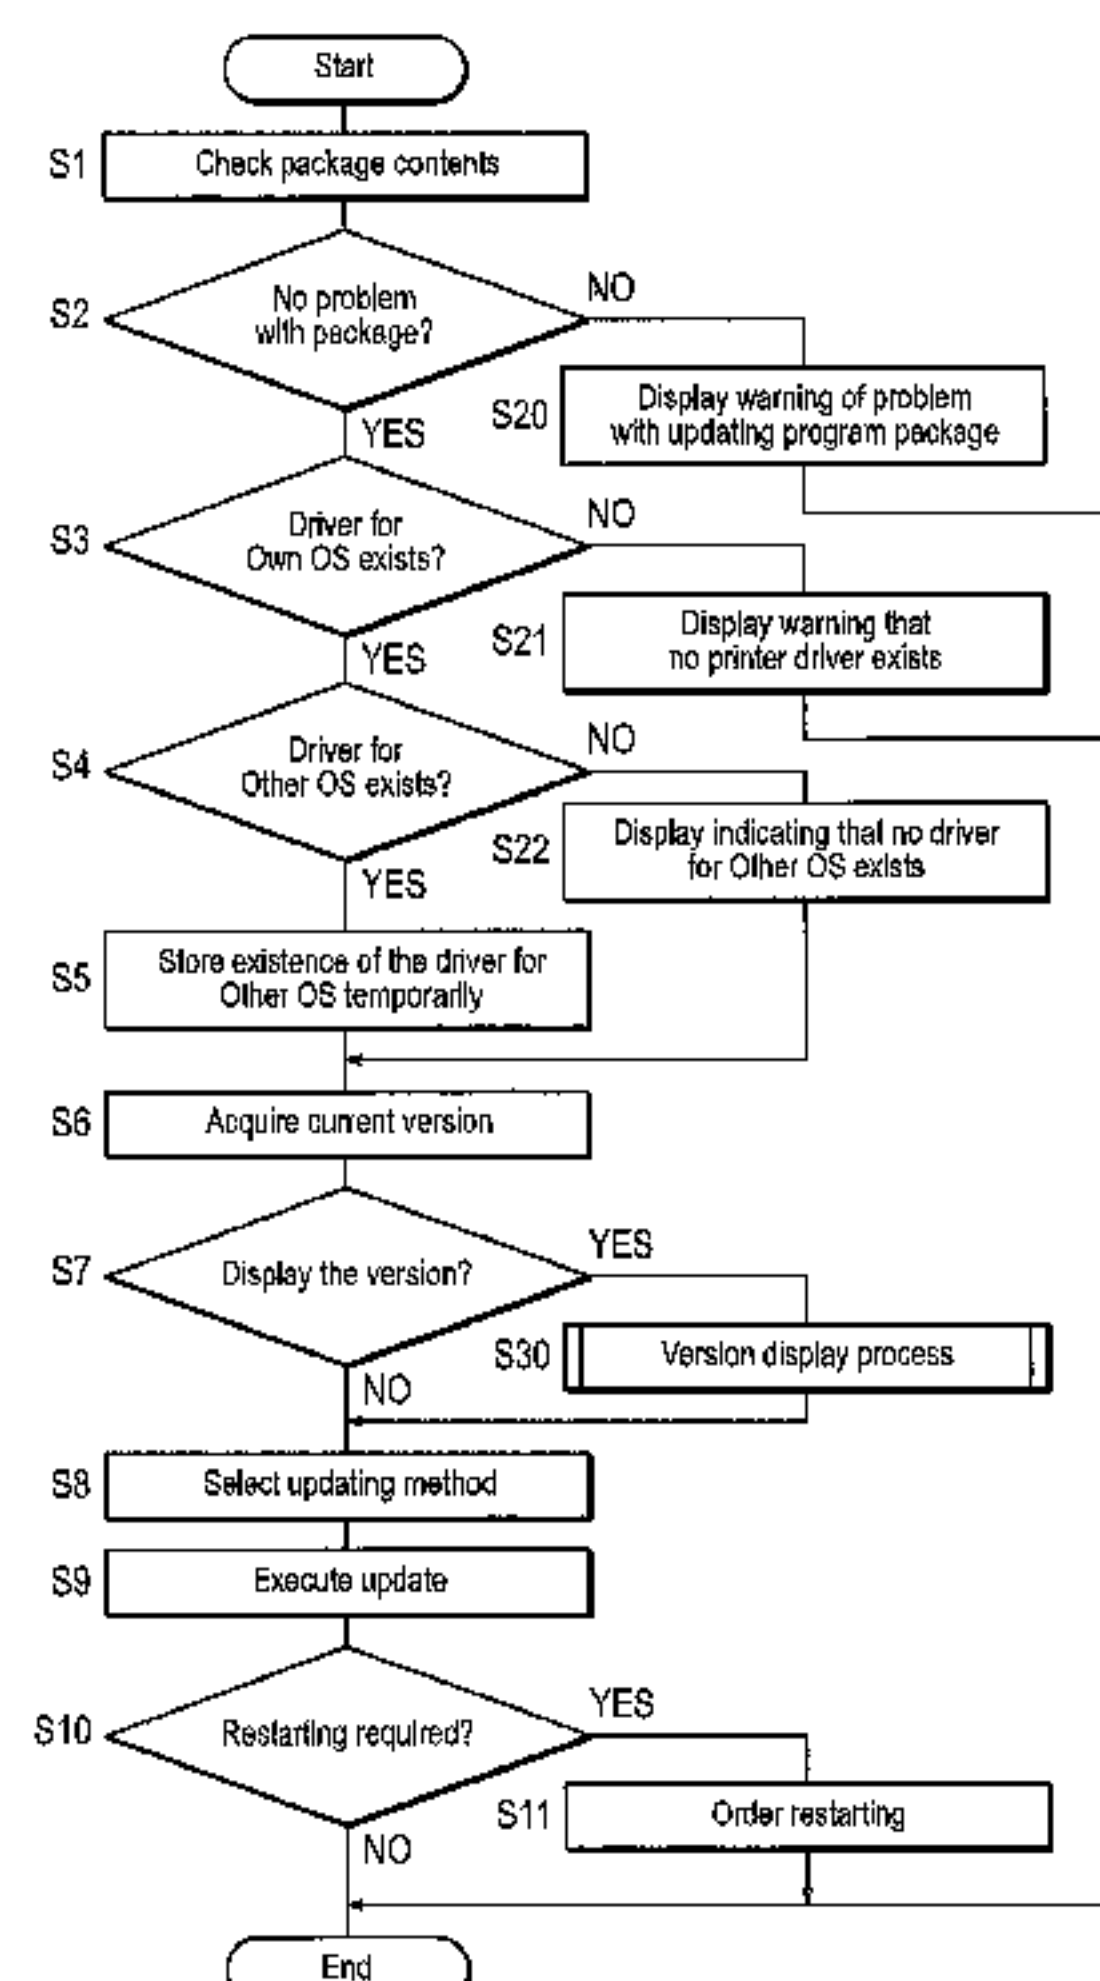 Start
S1
Check package contents
S2
No problem
with package?
NO
YES
S20
Display warning of problem
with updating program package
S3
Driver for
Own OS exists?
NO
YES
S21
Display warning that
no printer driver exists
S4
Driver for
Other OS exists?
NO
YES
S22
Display indicating that no driver
for Other OS exists
S5
Store existence of the driver for
Other OS temporarily
S6
Acquire current version
S7
Display the version?
YES
NO
S30
Version display process
S8
Select updating method
S9
Execute update
S10
Restarting required?
YES
NO
S11
Order restarting
End